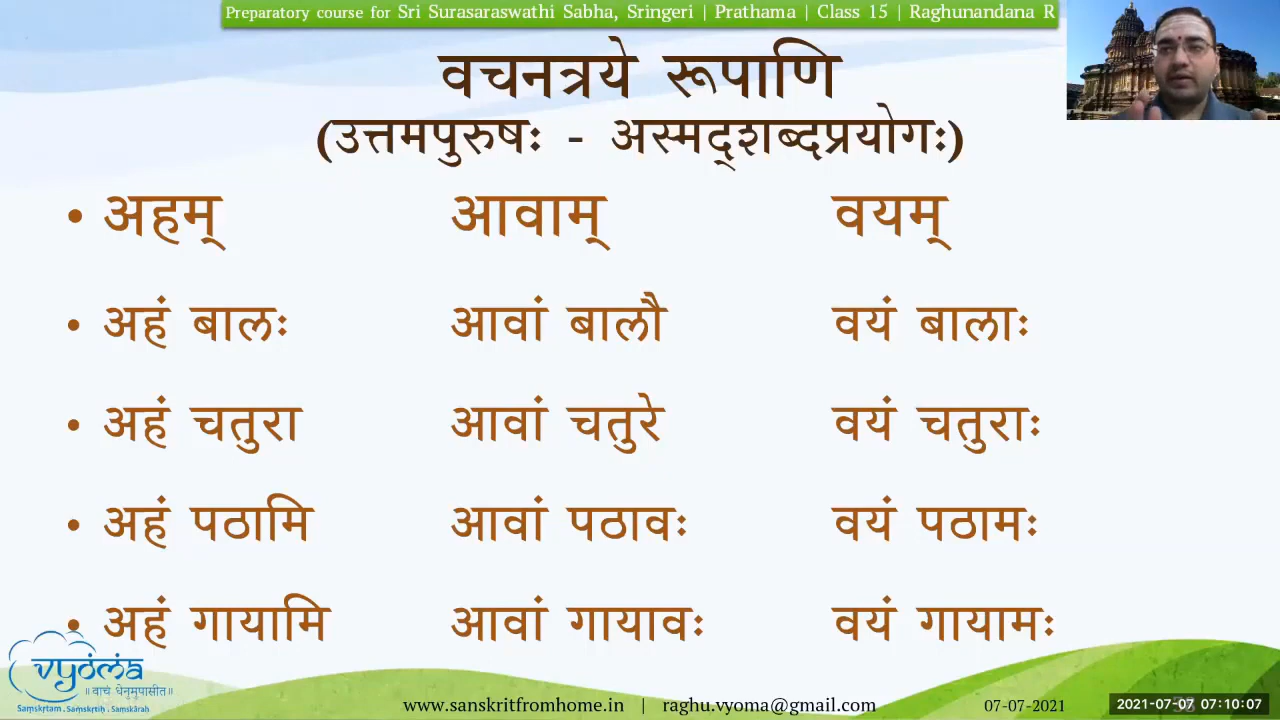 Preparatory course for Sri Surasaraswathi Sabha, Sringeri | Prathama | Class 15 | Raghunandana R
वचनत्रये रूपाणि
(उत्तमपुरुषः - अस्मद्शब्दप्रयोगः)
• अहम् आवाम् वयम्
• अहं बालः आवां बालौ वयं बालाः
• अहं चतुरा आवां चतुरे वयं चतुराः
• अहं पठामि आवां पठावः वयं पठामः
• अहं गायामि आवां गायावः वयं गायामः
vyoma
॥ वाचं धेनुमुपासीत॥
Saṃskṛtam . Saṃskṛtiḥ . Saṃskāraḥ
www.sanskritfromhome.in | raghu.vyoma@gmail.com 07-07-2021
2021-07-07 07:10:07